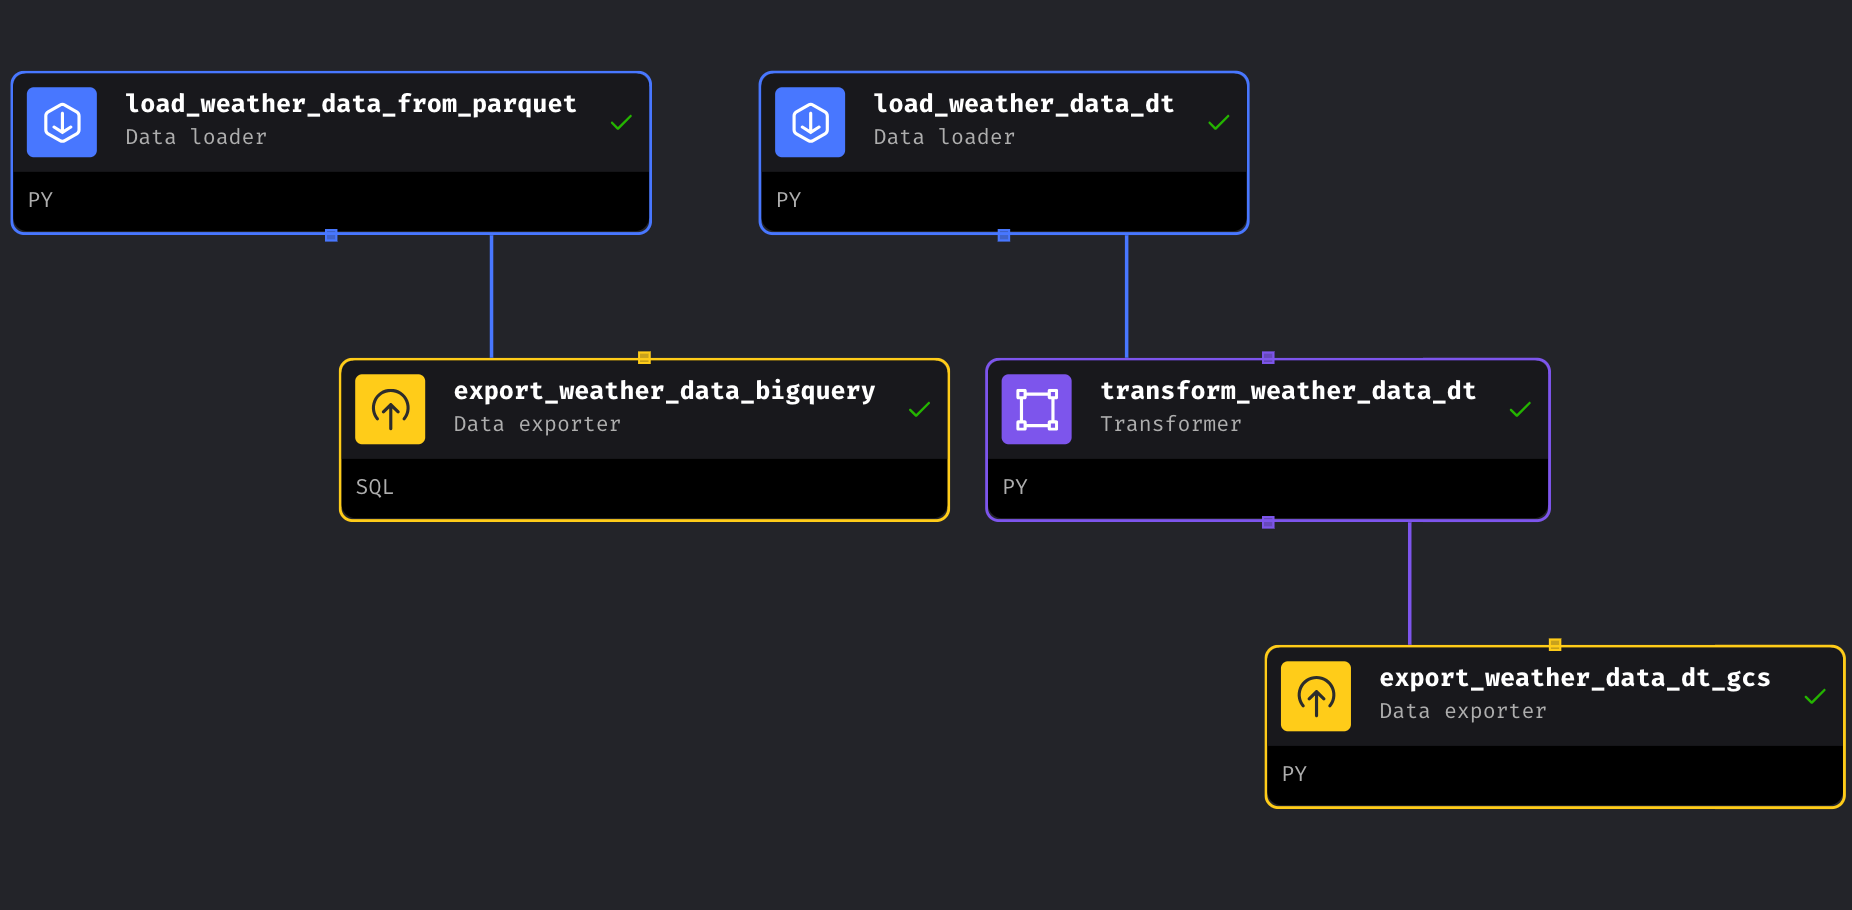 load_weather_data_from_parquet
Data loader
PY
load_weather_data_dt
Data loader
PY
export_weather_data_bigquery
Data exporter
SQL
transform_weather_data_dt
Transformer
PY
export_weather_data_dt_gcs
Data exporter
PY